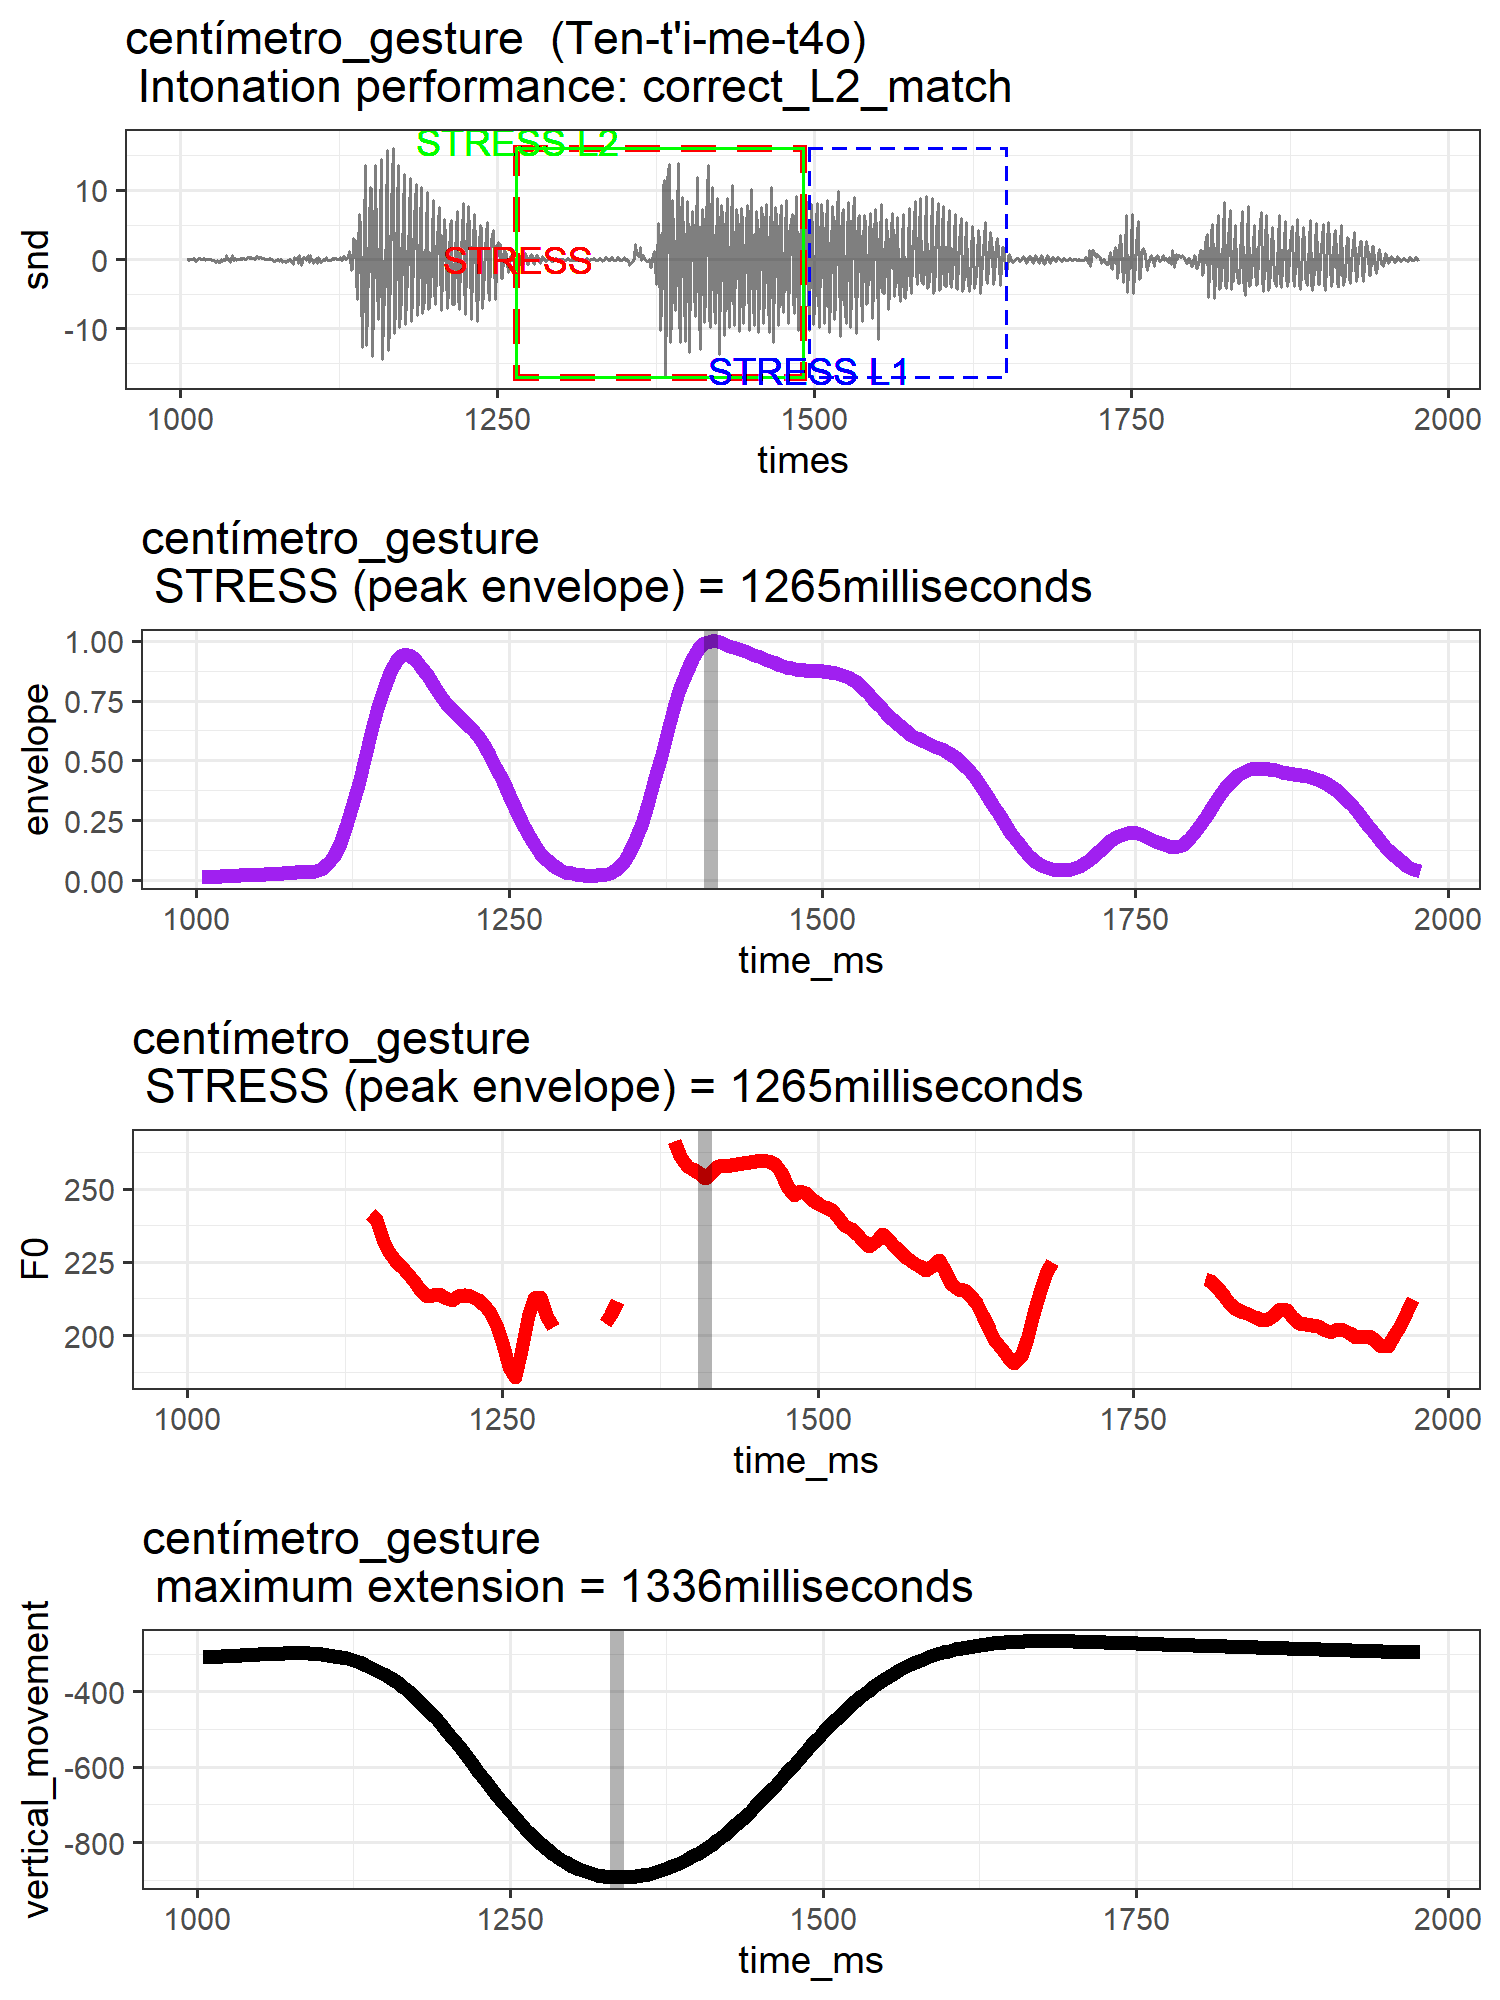 centímetro_gesture  (Ten-t'i-me-t4o)
Intonation performance: correct_L2_match
STRESS L2
STRESS
STRESS L1
snd
10
0
-10
1000 1250 1500 1750 2000
times
centímetro_gesture
STRESS (peak envelope) = 1265milliseconds
envelope
1.00
0.75
0.50
0.25
0.00
1000 1250 1500 1750 2000
time_ms
centímetro_gesture
STRESS (peak envelope) = 1265milliseconds
F0
250
225
200
1000 1250 1500 1750 2000
time_ms
centímetro_gesture
maximum extension = 1336milliseconds
vertical_movement
-400
-600
-800
1000 1250 1500 1750 2000
time_ms